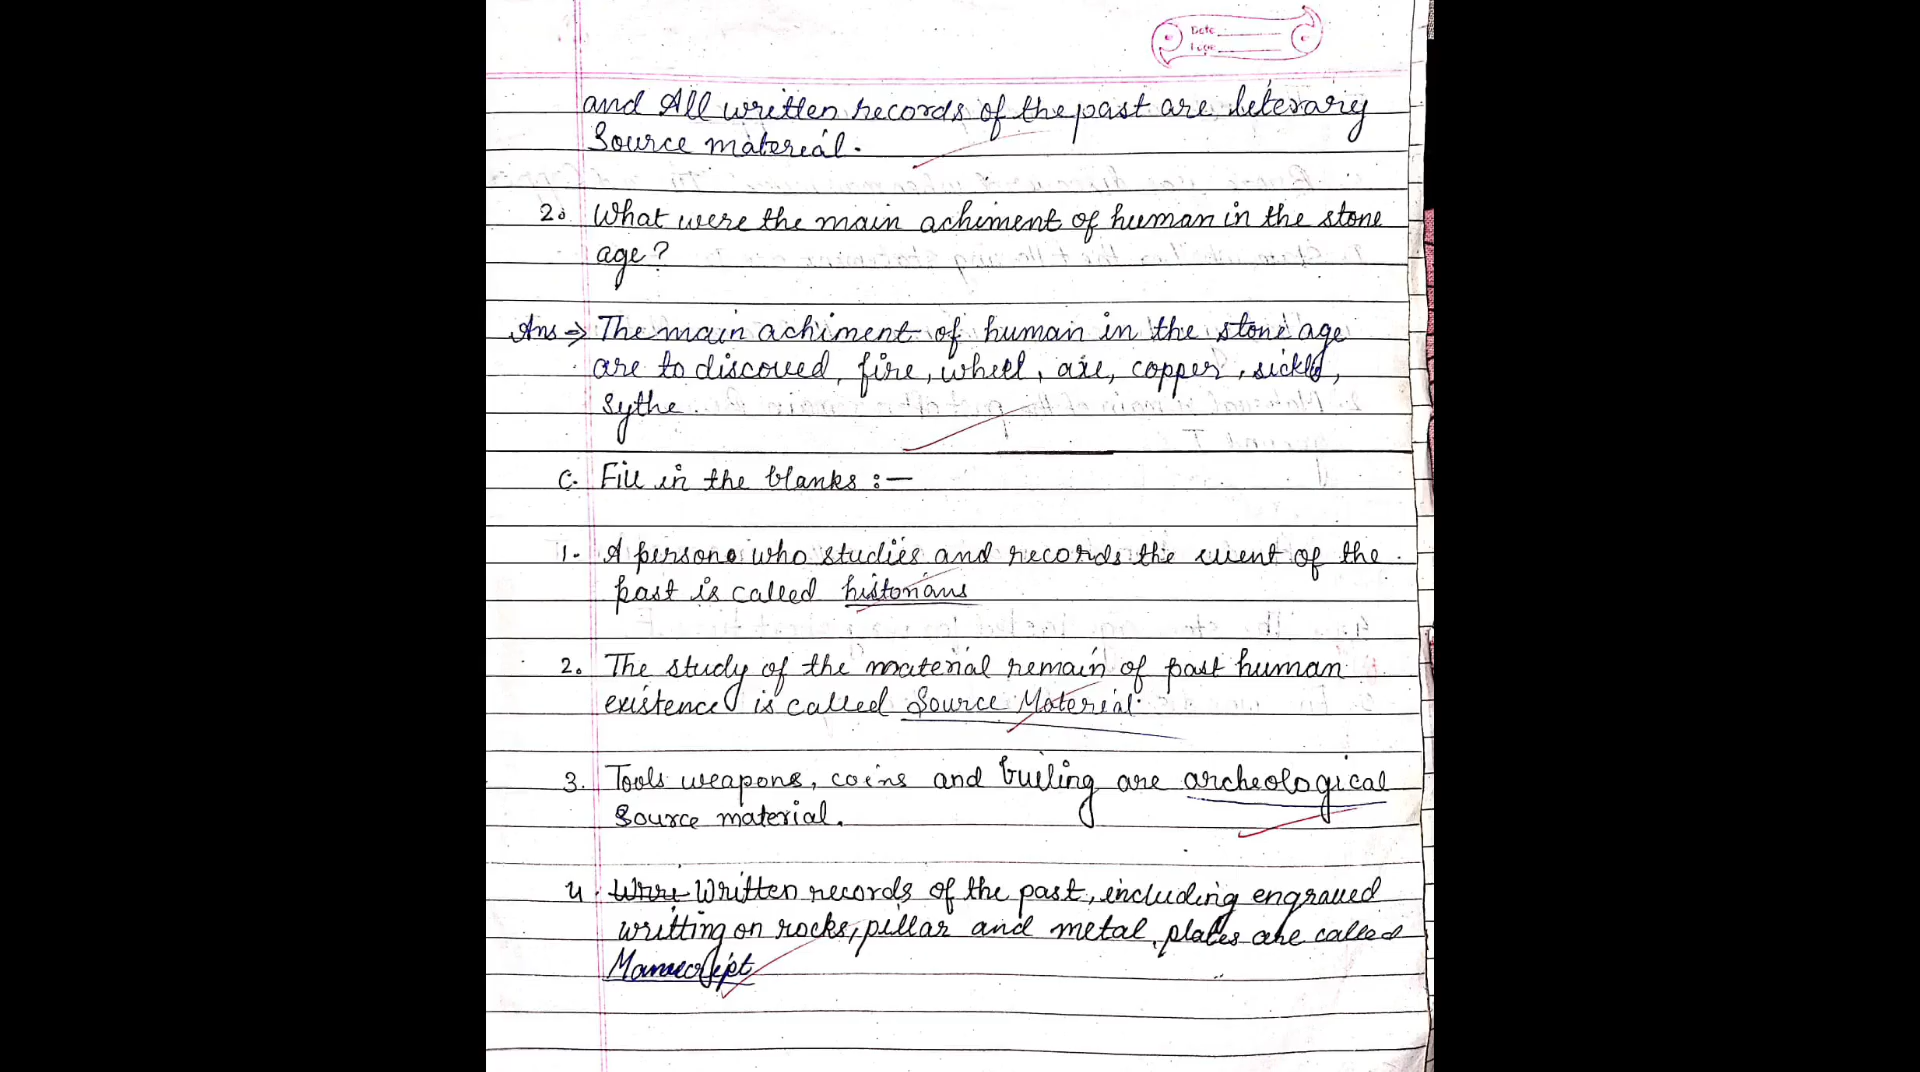 Date
Page
and All written records of the past are leterary
Source material.
2. What were the main achiment of human in the stone
age?
Ans ⇒ The main achiment of human in the stone age
are to discoued, fire, wheel, axe, copper, sickle,
sythe.
C. Fill in the blanks :—
1. A persone who studies and records the event of the
past is called historians
2. The study of the material remain of past human
existence is called Source Material.
3. Tools weapons, coins and builing are archeological
Source material.
4. Written records of the past, including engraved
writting on rocks, pillar and metal, plates are called
Manuscript